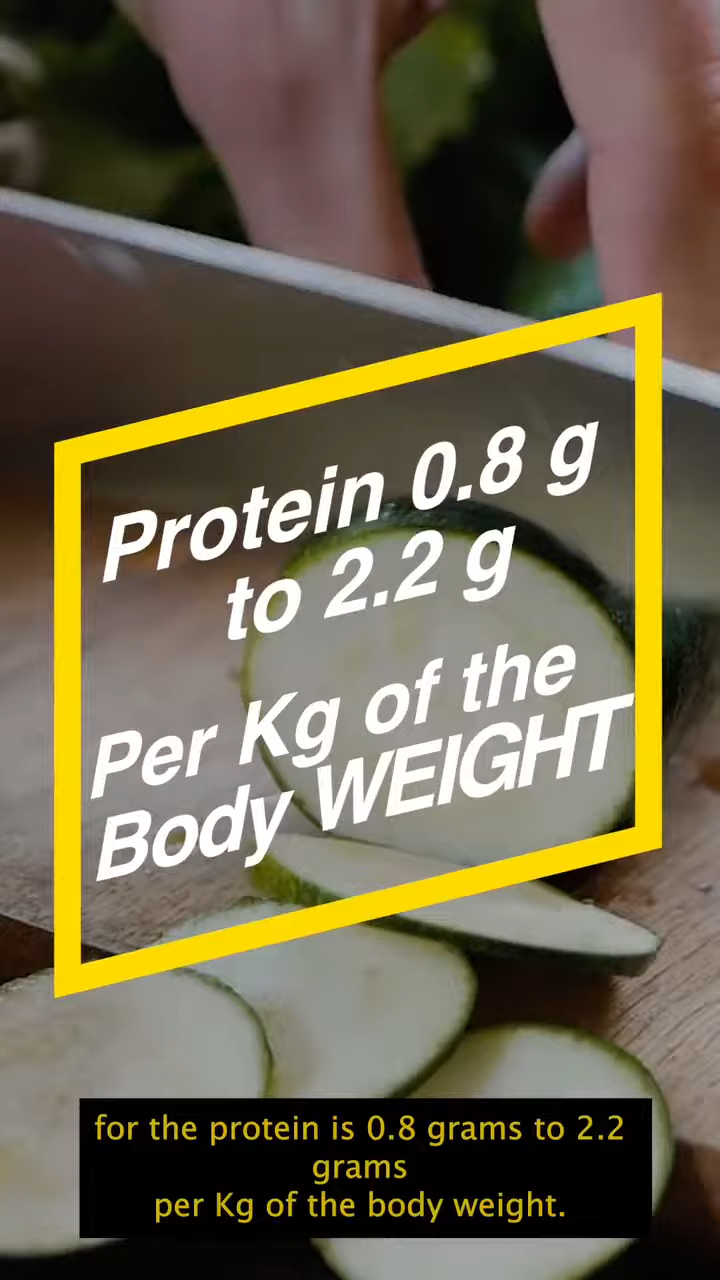 Protein 0.8 g
to 2.2 g
Per Kg of the
Body WEIGHT
for the protein is 0.8 grams to 2.2
grams
per Kg of the body weight.